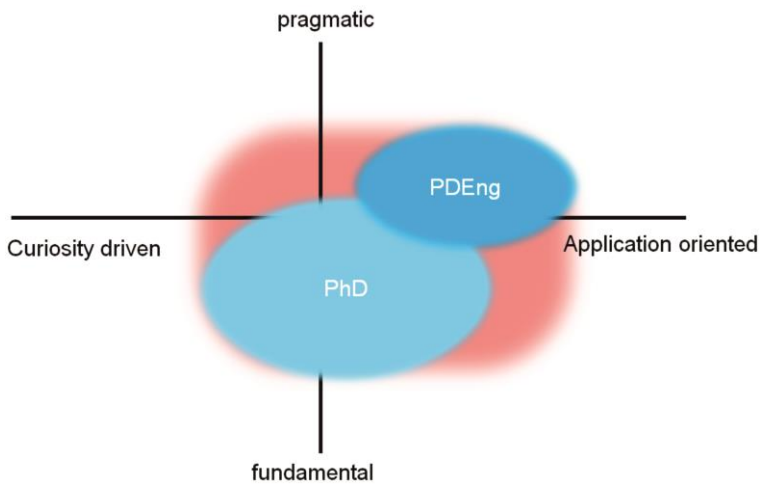 pragmatic
PDEng
Curiosity driven
Application oriented
PhD
fundamental